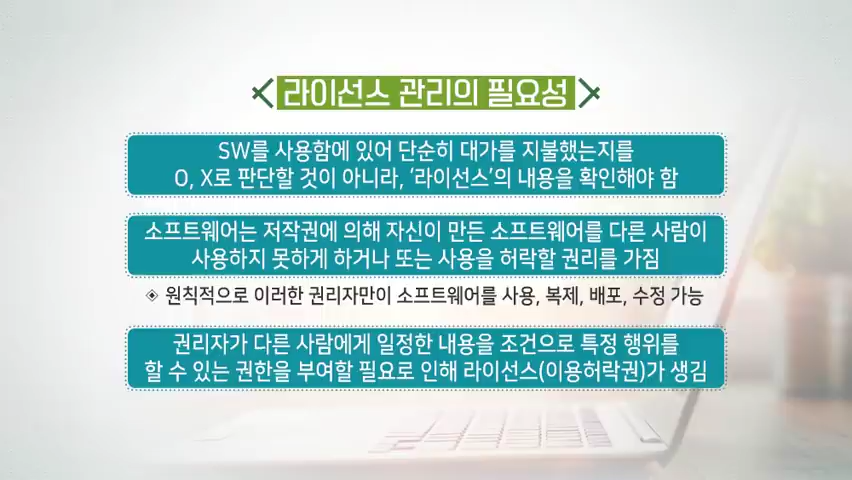 라이선스 관리의 필요성
SW를 사용함에 있어 단순히 대가를 지불했는지를
O, X로 판단할 것이 아니라, '라이선스'의 내용을 확인해야 함
소프트웨어는 저작권에 의해 자신이 만든 소프트웨어를 다른 사람이
사용하지 못하게 하거나 또는 사용을 허락할 권리를 가짐
◈ 원칙적으로 이러한 권리자만이 소프트웨어를 사용, 복제, 배포, 수정 가능
권리자가 다른 사람에게 일정한 내용을 조건으로 특정 행위를
할 수 있는 권한을 부여할 필요로 인해 라이선스(이용허락권)가 생김